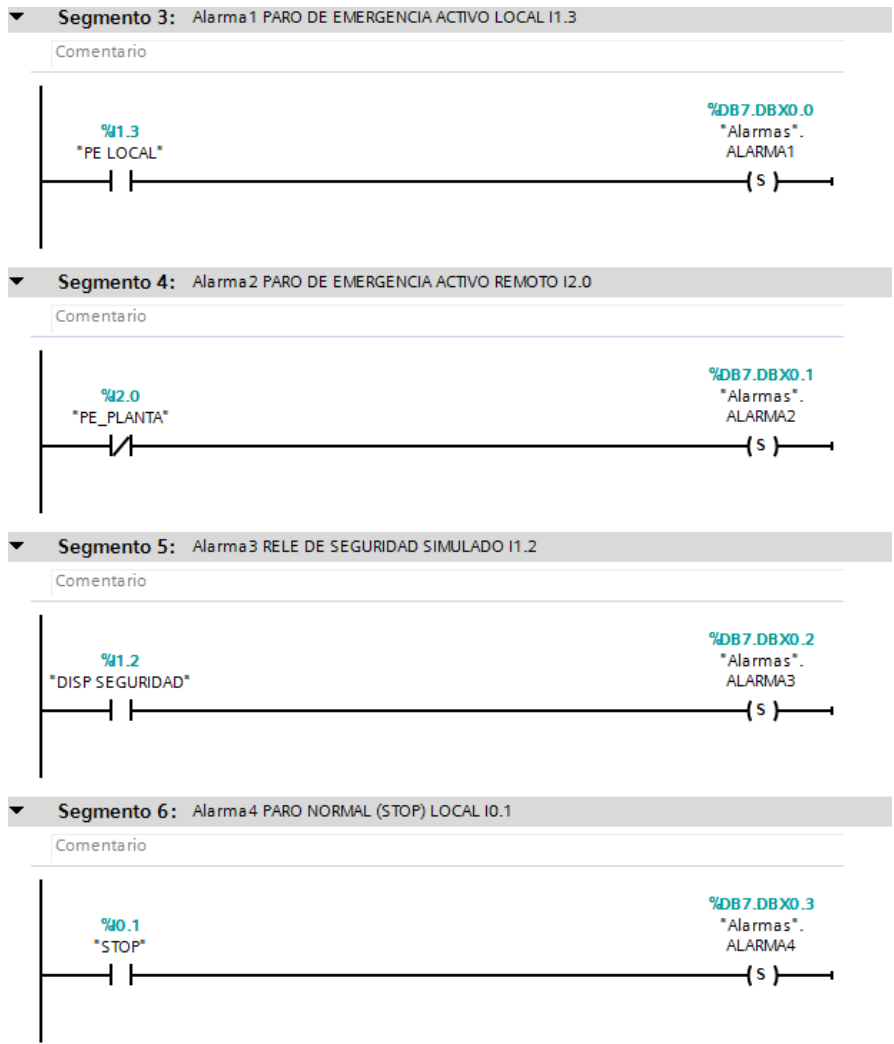 Segmento 3: Alarma1 PARO DE EMERGENCIA ACTIVO LOCAL I1.3
Comentario
%I1.3
"PE LOCAL"
%DB7.DBX0.0
"Alarmas".
ALARMA1
S
Segmento 4: Alarma2 PARO DE EMERGENCIA ACTIVO REMOTO I2.0
Comentario
%I2.0
"PE_PLANTA"
%DB7.DBX0.1
"Alarmas".
ALARMA2
S
Segmento 5: Alarma3 RELE DE SEGURIDAD SIMULADO I1.2
Comentario
%I1.2
"DISP SEGURIDAD"
%DB7.DBX0.2
"Alarmas".
ALARMA3
S
Segmento 6: Alarma4 PARO NORMAL (STOP) LOCAL I0.1
Comentario
%I0.1
"STOP"
%DB7.DBX0.3
"Alarmas".
ALARMA4
S